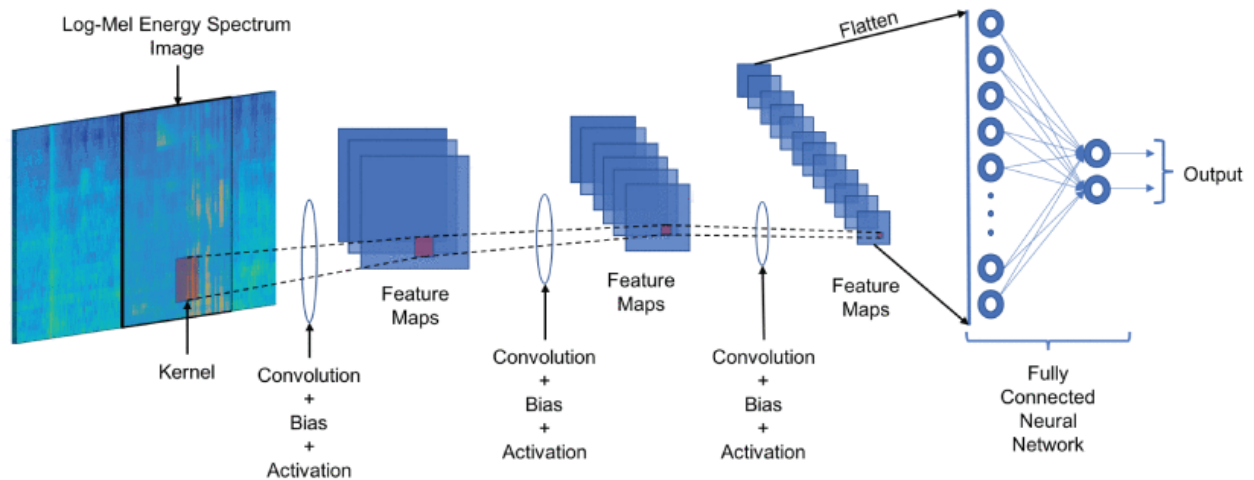 Log-Mel Energy Spectrum
Image
Flatten
Output
Feature
Maps
Feature
Maps
Feature
Maps
Kernel
Convolution
+
Bias
+
Activation
Convolution
+
Bias
+
Activation
Convolution
+
Bias
+
Activation
Fully
Connected
Neural
Network